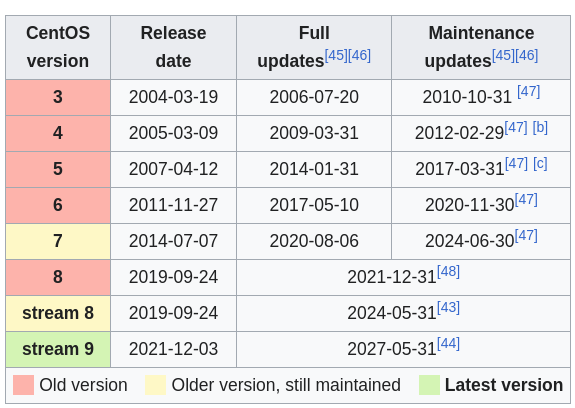 CentOS version Release date Full updates[45][46] Maintenance updates[45][46]
3 2004-03-19 2006-07-20 2010-10-31 [47]
4 2005-03-09 2009-03-31 2012-02-29[47] [b]
5 2007-04-12 2014-01-31 2017-03-31[47] [c]
6 2011-11-27 2017-05-10 2020-11-30[47]
7 2014-07-07 2020-08-06 2024-06-30[47]
8 2019-09-24 2021-12-31[48]
stream 8 2019-09-24 2024-05-31[43]
stream 9 2021-12-03 2027-05-31[44]
Old version Older version, still maintained Latest version